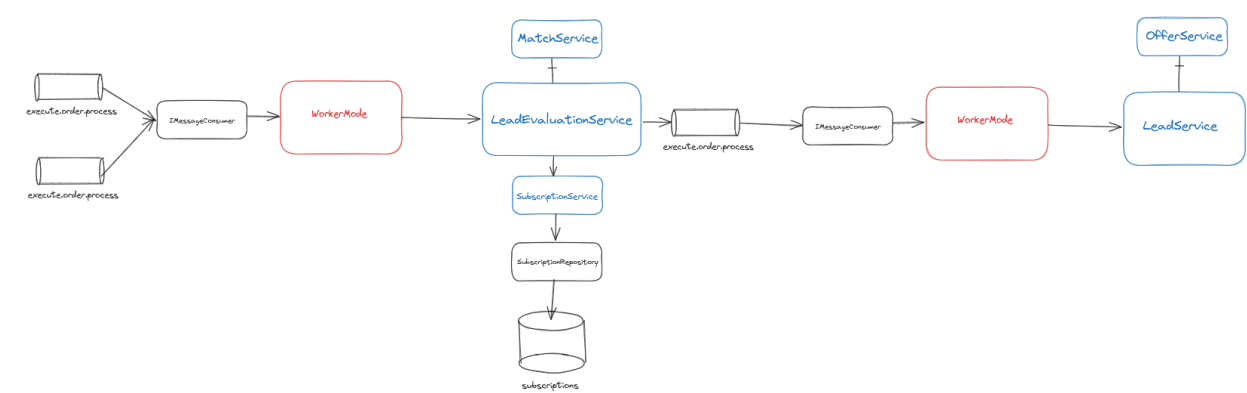 MatchService
OfferService
execute.order.process
IMessageConsumer
WorkerMode
LeadEvaluationService
execute.order.process
IMessageConsumer
WorkerMode
LeadService
execute.order.process
SubscriptionService
SubscriptionRepository
subscriptions